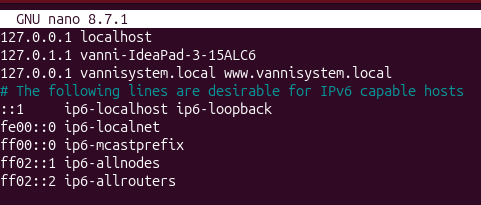 GNU nano 8.7.1
127.0.0.1 localhost
127.0.1.1 vanni-IdeaPad-3-15ALC6
127.0.0.1 vannisystem.local www.vannisystem.local
# The following lines are desirable for IPv6 capable hosts
::1     ip6-localhost ip6-loopback
fe00::0 ip6-localnet
ff00::0 ip6-mcastprefix
ff02::1 ip6-allnodes
ff02::2 ip6-allrouters